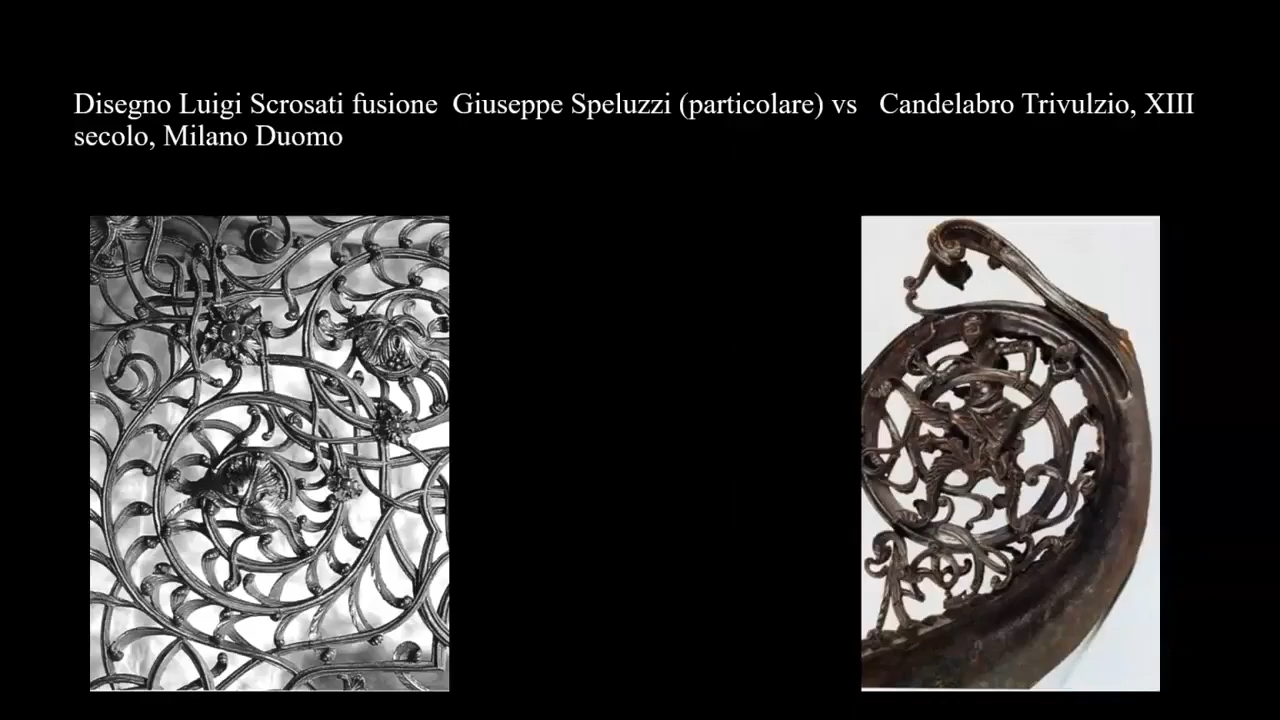 Disegno Luigi Scrosati fusione  Giuseppe Speluzzi (particolare) vs   Candelabro Trivulzio, XIII
secolo, Milano Duomo